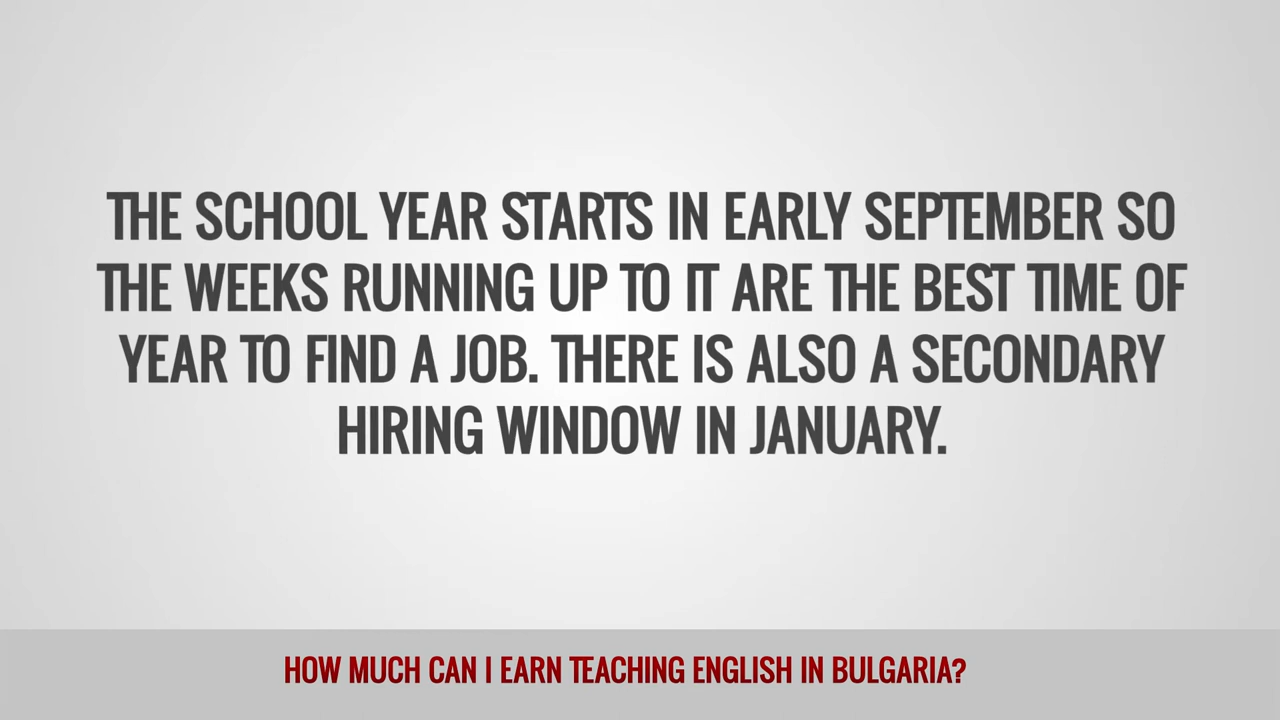 THE SCHOOL YEAR STARTS IN EARLY SEPTEMBER SO
THE WEEKS RUNNING UP TO IT ARE THE BEST TIME OF
YEAR TO FIND A JOB. THERE IS ALSO A SECONDARY
HIRING WINDOW IN JANUARY.
HOW MUCH CAN I EARN TEACHING ENGLISH IN BULGARIA?